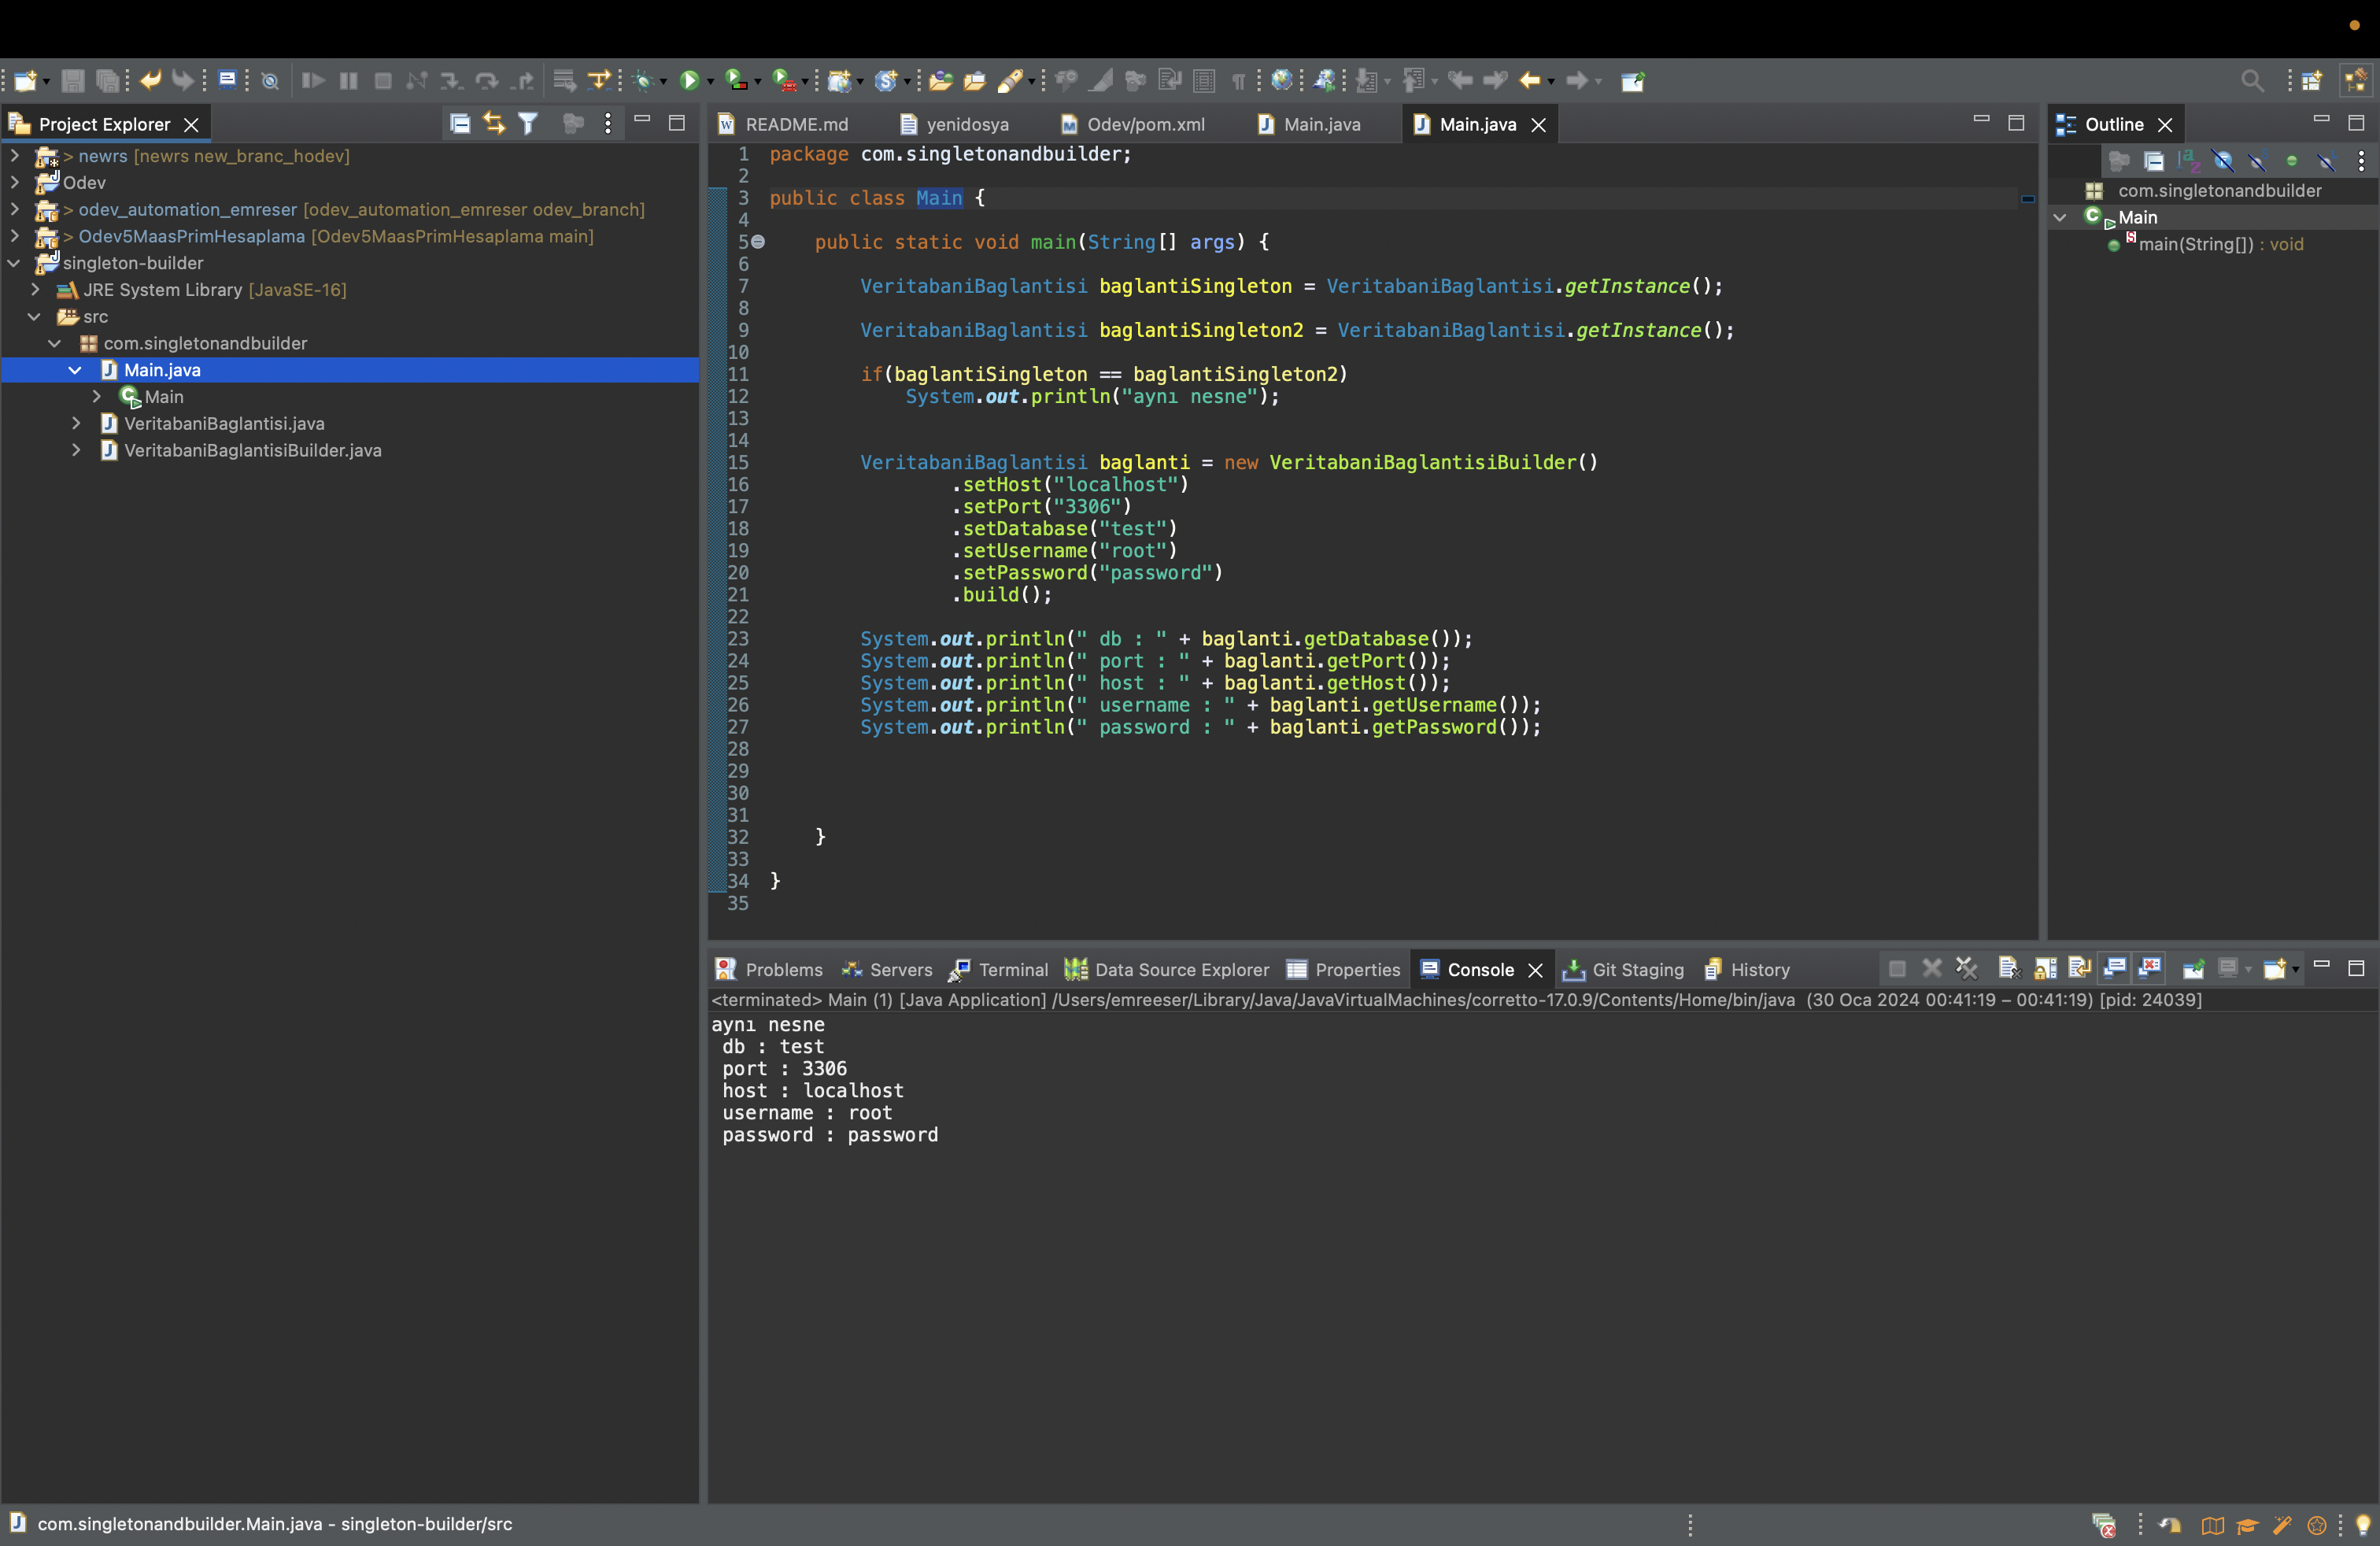 Project Explorer
> newrs [newrs new_branc_hodev]
Odev
> odev_automation_emreser [odev_automation_emreser odev_branch]
> Odev5MaasPrimHesaplama [Odev5MaasPrimHesaplama main]
singleton-builder
JRE System Library [JavaSE-16]
src
com.singletonandbuilder
Main.java
Main
VeritabaniBaglantisi.java
VeritabaniBaglantisiBuilder.java
README.md yenidosya Odev/pom.xml Main.java Main.java
1 package com.singletonandbuilder;
2
3 public class Main {
4
5 public static void main(String[] args) {
6
7 VeritabaniBaglantisi baglantiSingleton = VeritabaniBaglantisi.getInstance();
8
9 VeritabaniBaglantisi baglantiSingleton2 = VeritabaniBaglantisi.getInstance();
10
11 if(baglantiSingleton == baglantiSingleton2)
12 System.out.println("aynı nesne");
13
14
15 VeritabaniBaglantisi baglanti = new VeritabaniBaglantisiBuilder()
16 .setHost("localhost")
17 .setPort("3306")
18 .setDatabase("test")
19 .setUsername("root")
20 .setPassword("password")
21 .build();
22
23 System.out.println(" db : " + baglanti.getDatabase());
24 System.out.println(" port : " + baglanti.getPort());
25 System.out.println(" host : " + baglanti.getHost());
26 System.out.println(" username : " + baglanti.getUsername());
27 System.out.println(" password : " + baglanti.getPassword());
28
29
30
31
32 }
33
34 }
35
Outline
com.singletonandbuilder
Main
main(String[]) : void
Problems Servers Terminal Data Source Explorer Properties Console Git Staging History
<terminated> Main (1) [Java Application] /Users/emreeser/Library/Java/JavaVirtualMachines/corretto-17.0.9/Contents/Home/bin/java (30 Oca 2024 00:41:19 – 00:41:19) [pid: 24039]
aynı nesne
db : test
port : 3306
host : localhost
username : root
password : password
com.singletonandbuilder.Main.java - singleton-builder/src